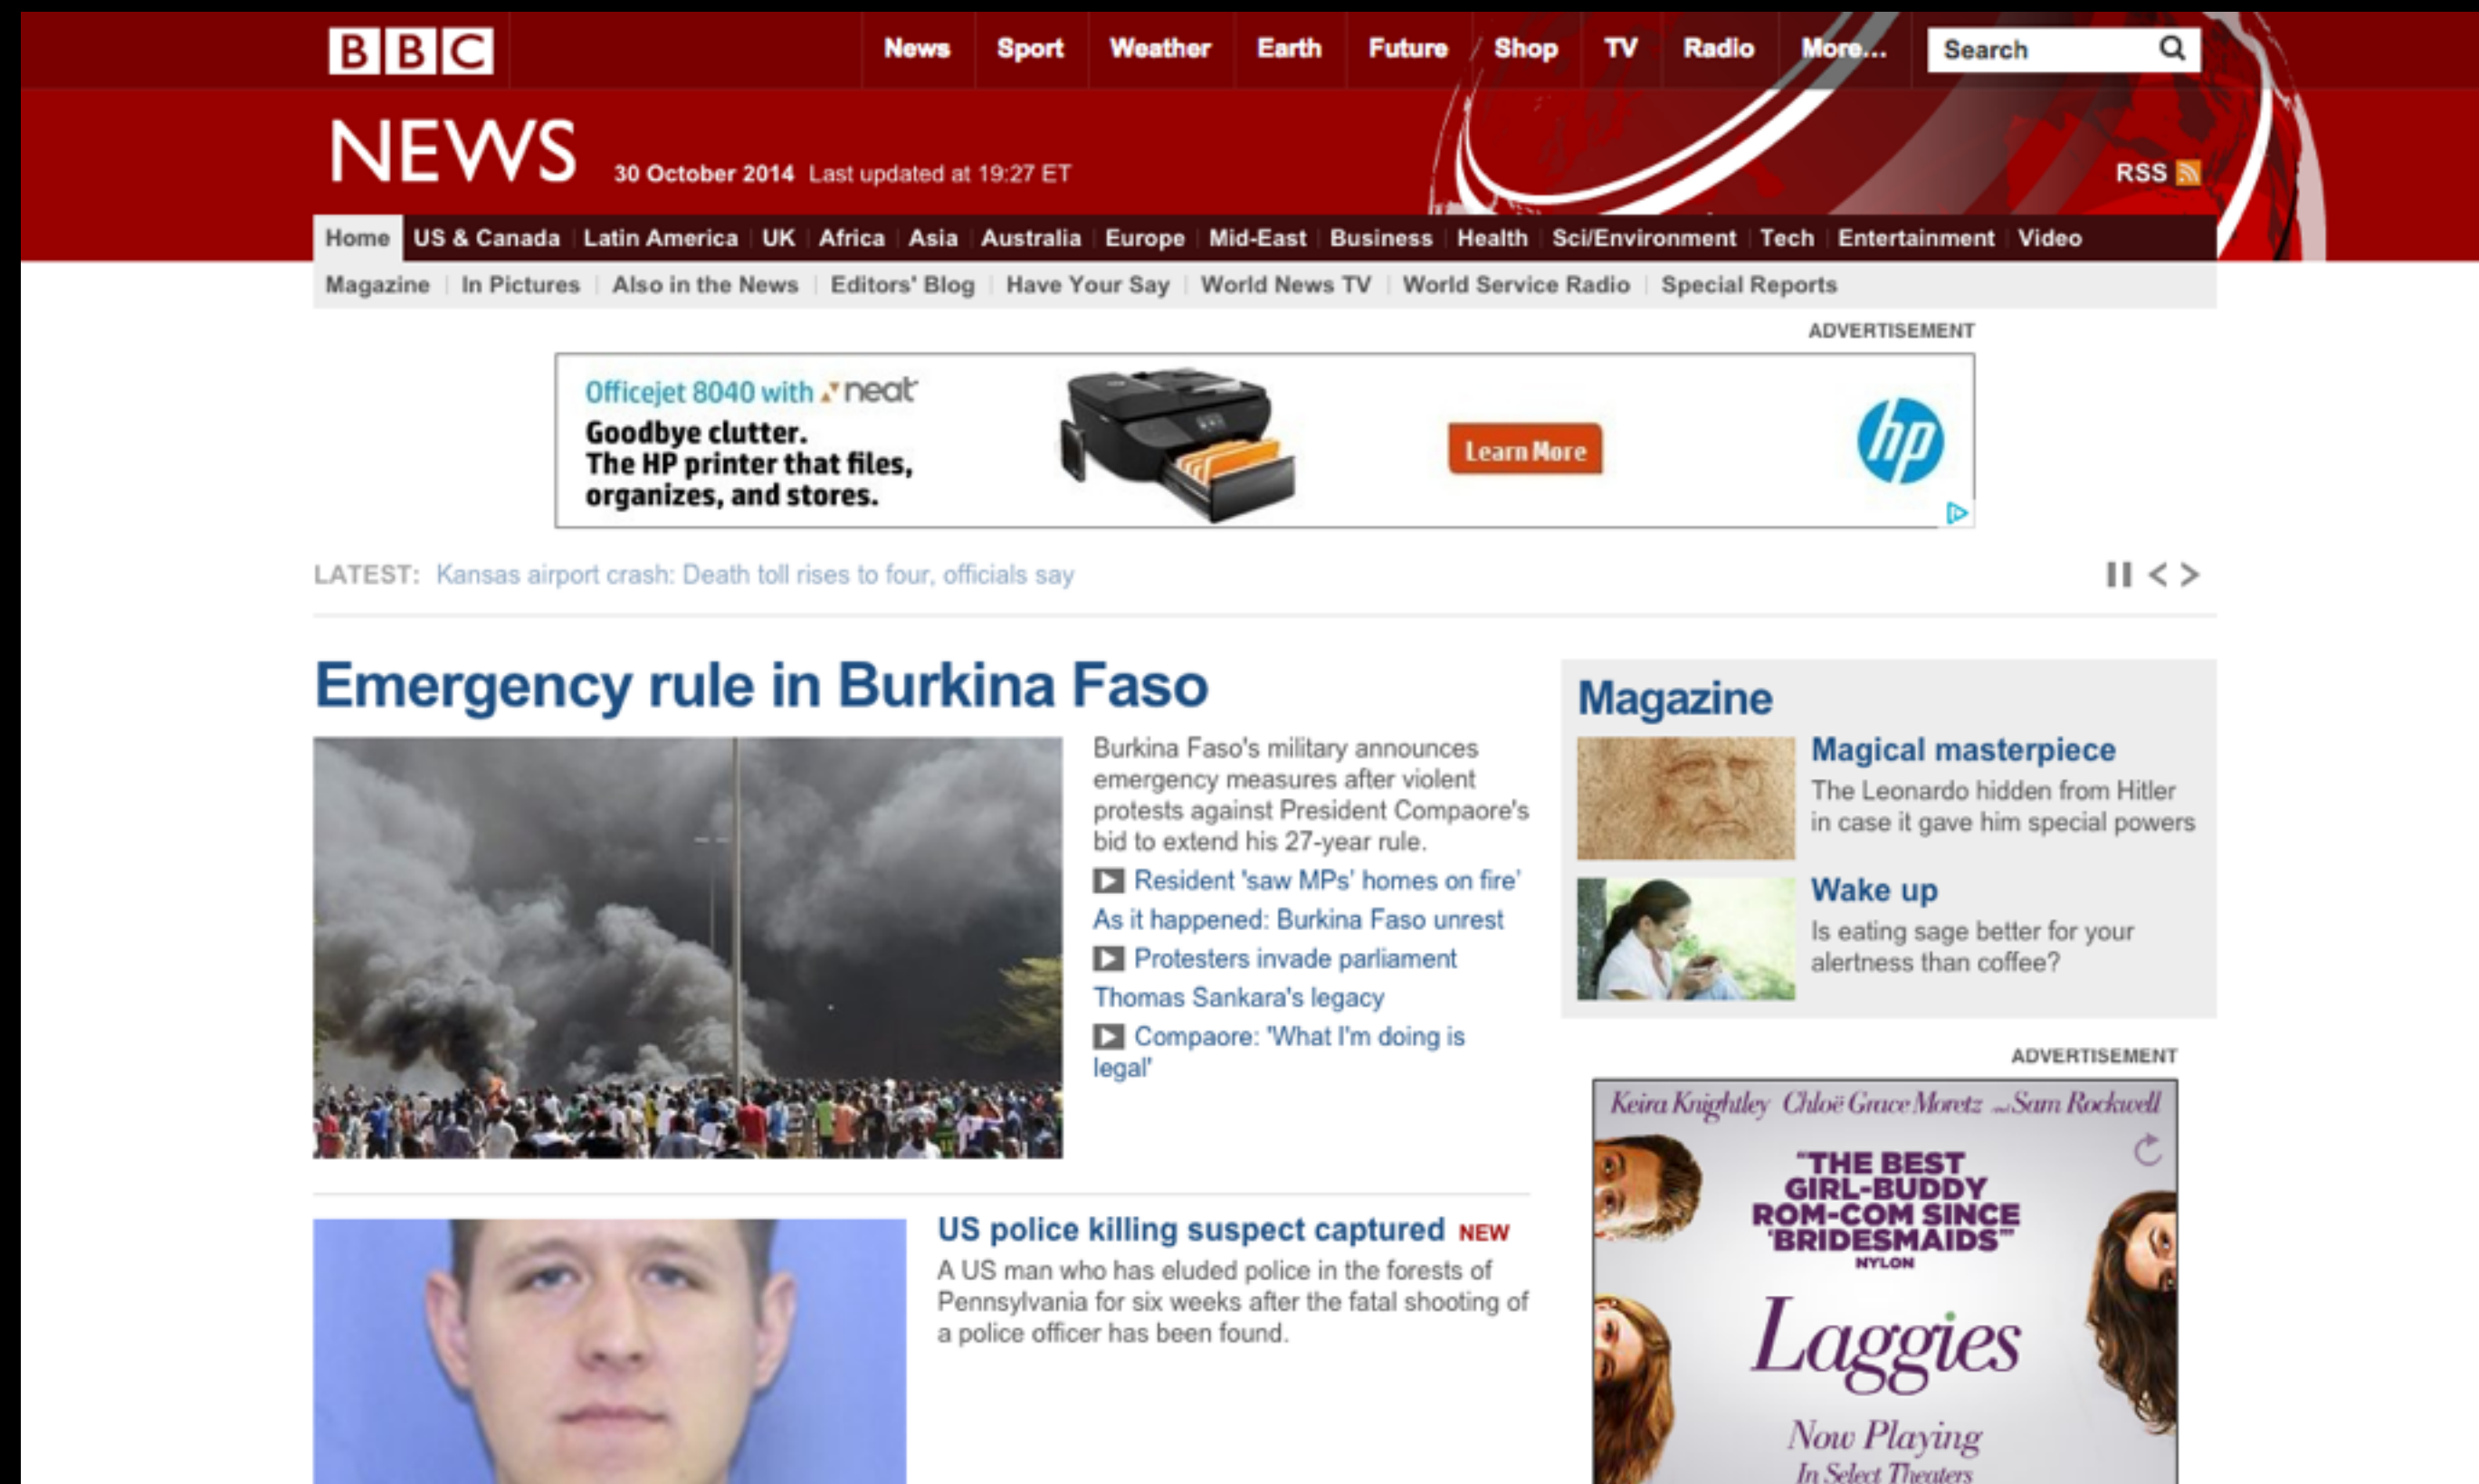 BBC
News Sport Weather Earth Future Shop TV Radio More... Search
NEWS
30 October 2014 Last updated at 19:27 ET
RSS
Home US & Canada Latin America UK Africa Asia Australia Europe Mid-East Business Health Sci/Environment Tech Entertainment Video
Magazine In Pictures Also in the News Editors' Blog Have Your Say World News TV World Service Radio Special Reports
ADVERTISEMENT
Officejet 8040 with neat
Goodbye clutter.
The HP printer that files,
organizes, and stores.
Learn More
hp
LATEST: Kansas airport crash: Death toll rises to four, officials say
Emergency rule in Burkina Faso
Burkina Faso's military announces
emergency measures after violent
protests against President Compaore's
bid to extend his 27-year rule.
Resident 'saw MPs' homes on fire'
As it happened: Burkina Faso unrest
Protesters invade parliament
Thomas Sankara's legacy
Compaore: 'What I'm doing is
legal'
US police killing suspect captured NEW
A US man who has eluded police in the forests of
Pennsylvania for six weeks after the fatal shooting of
a police officer has been found.
Magazine
Magical masterpiece
The Leonardo hidden from Hitler
in case it gave him special powers
Wake up
Is eating sage better for your
alertness than coffee?
ADVERTISEMENT
Keira Knightley Chloë Grace Moretz and Sam Rockwell
"THE BEST
GIRL-BUDDY
ROM-COM SINCE
'BRIDESMAIDS'"
NYLON
Laggies
Now Playing
In Select Theaters